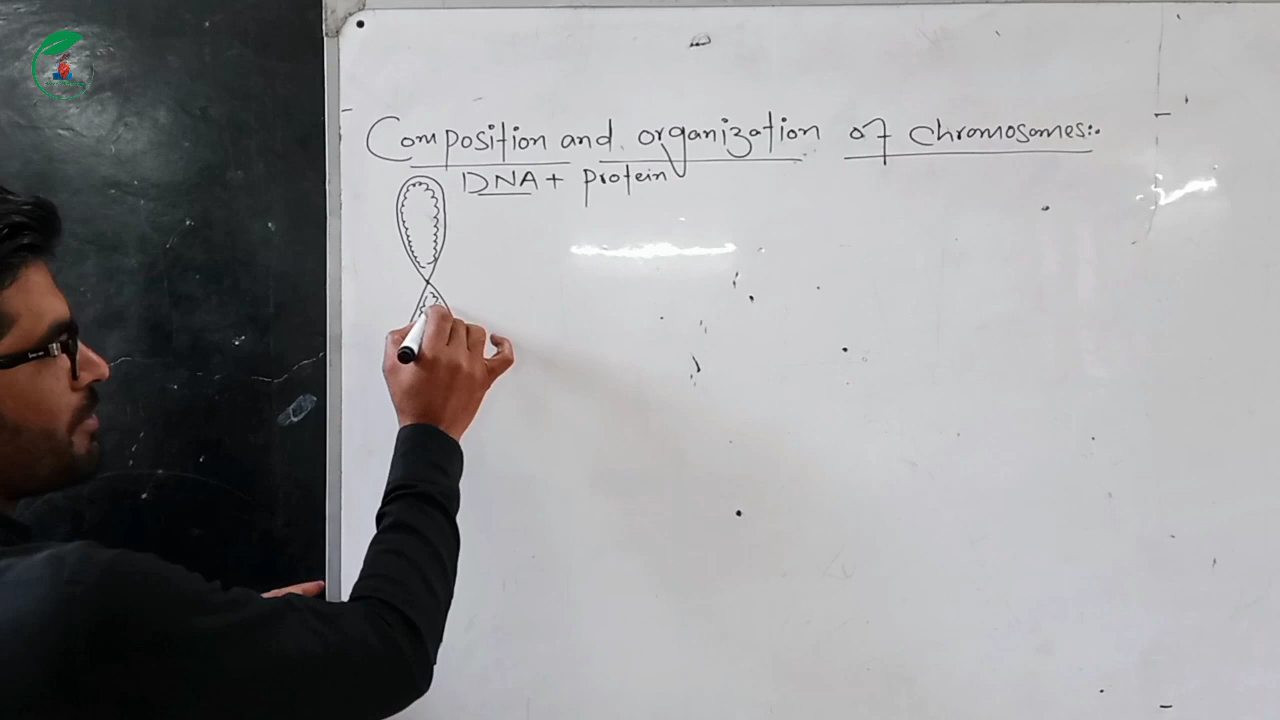 Composition and organization of chromosomes:.
DNA + protein